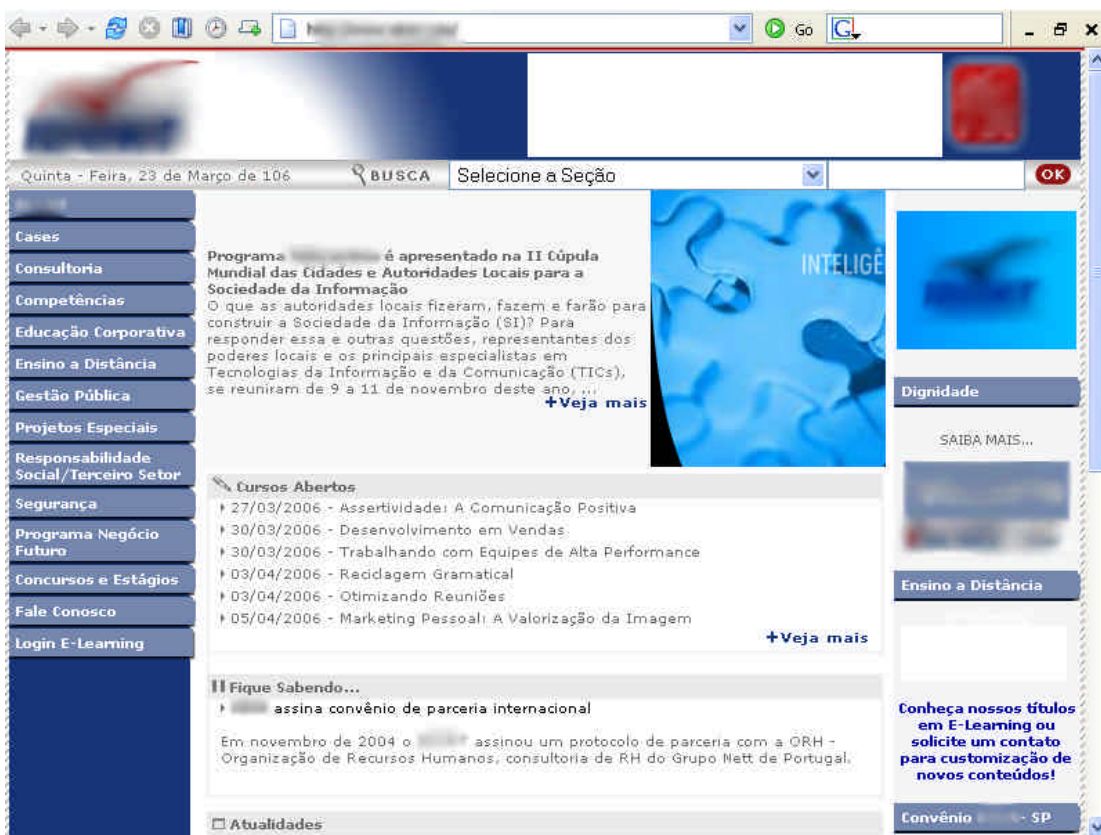 Go
Quinta - Feira, 23 de Março de 106
BUSCA
Selecione a Seção
OK
Cases
Consultoria
Competências
Educação Corporativa
Ensino a Distância
Gestão Pública
Projetos Especiais
Responsabilidade
Social/Terceiro Setor
Segurança
Programa Negócio
Futuro
Concursos e Estágios
Fale Conosco
Login E-Learning
Programa é apresentado na II Cúpula
Mundial das Cidades e Autoridades Locais para a
Sociedade da Informação
O que as autoridades locais fizeram, fazem e farão para
construir a Sociedade da Informação (SI)? Para
responder essa e outras questões, representantes dos
poderes locais e os principais especialistas em
Tecnologias da Informação e da Comunicação (TICs),
se reuniram de 9 a 11 de novembro deste ano, ...
+Veja mais
INTELIGÊ
Cursos Abertos
27/03/2006 - Assertividade: A Comunicação Positiva
30/03/2006 - Desenvolvimento em Vendas
30/03/2006 - Trabalhando com Equipes de Alta Performance
03/04/2006 - Reciclagem Gramatical
03/04/2006 - Otimizando Reuniões
05/04/2006 - Marketing Pessoal: A Valorização da Imagem
+Veja mais
Fique Sabendo...
assina convênio de parceria internacional
Em novembro de 2004 o assinou um protocolo de parceria com a ORH -
Organização de Recursos Humanos, consultoria de RH do Grupo Nett de Portugal.
Atualidades
Dignidade
SAIBA MAIS...
Ensino a Distância
Conheça nossos títulos
em E-Learning ou
solicite um contato
para customização de
novos conteúdos!
Convênio - SP